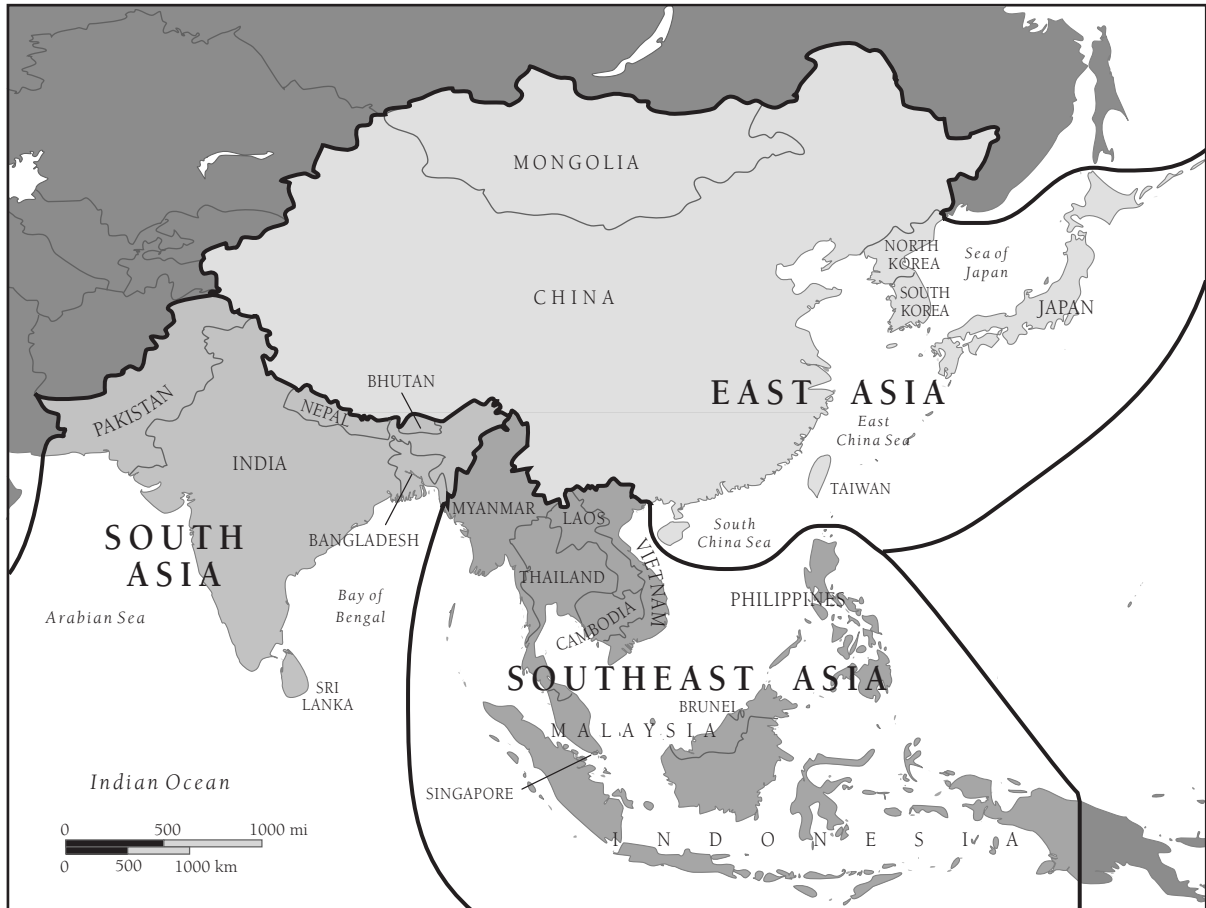 MONGOLIA
CHINA
NORTH
KOREA
SOUTH
KOREA
Sea of
Japan
JAPAN
EAST ASIA
East
China Sea
TAIWAN
South
China Sea
PAKISTAN
NEPAL
BHUTAN
INDIA
BANGLADESH
SOUTH
ASIA
Arabian Sea
Bay of
Bengal
SRI
LANKA
MYANMAR
LAOS
THAILAND
VIETNAM
CAMBODIA
PHILIPPINES
SOUTHEAST ASIA
BRUNEI
MALAYSIA
SINGAPORE
INDONESIA
Indian Ocean
0 500 1000 mi
0 500 1000 km